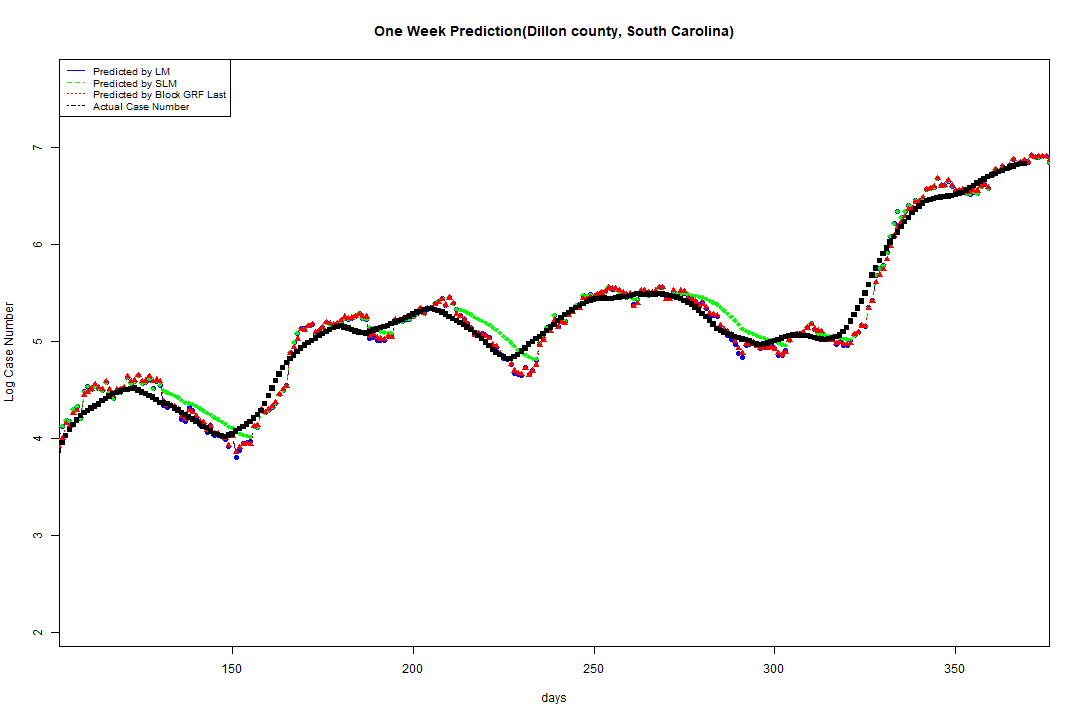 One Week Prediction(Dillon county, South Carolina)
Predicted by LM
Predicted by SLM
Predicted by Block GRF Last
Actual Case Number
7
6
5
4
3
2
Log Case Number
150 200 250 300 350
days